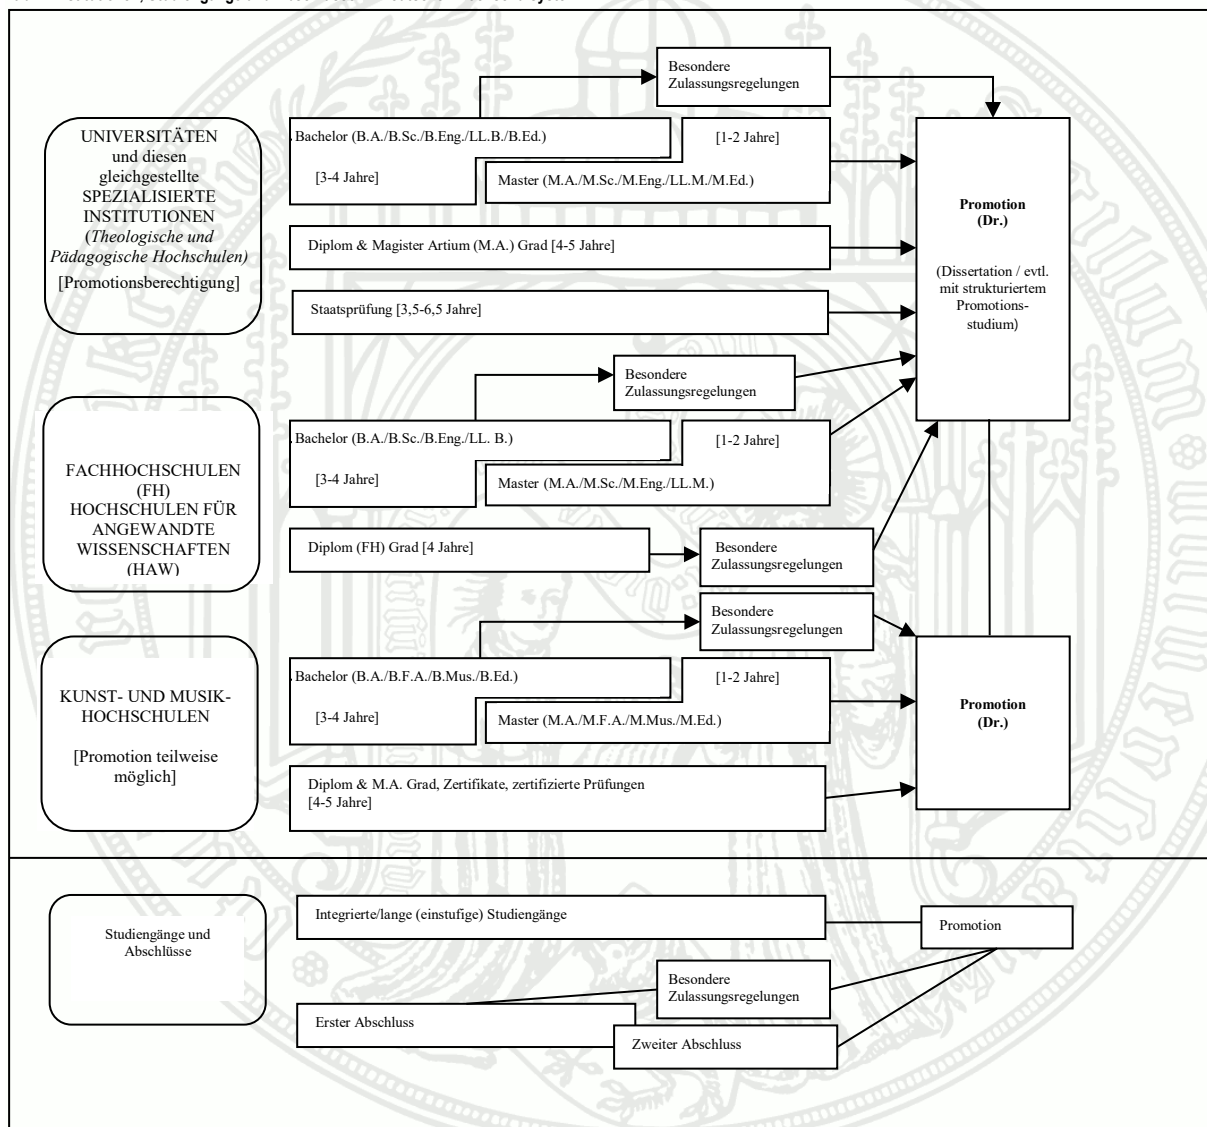 Besondere
Zulassungsregelungen
UNIVERSITÄTEN
und diesen
gleichgestellte
SPEZIALISIERTE
INSTITUTIONEN
(Theologische und
Pädagogische Hochschulen)
[Promotionsberechtigung]
Bachelor (B.A./B.Sc./B.Eng./LL.B./B.Ed.)
[1-2 Jahre]
[3-4 Jahre]
Master (M.A./M.Sc./M.Eng./LL.M./M.Ed.)
Diplom & Magister Artium (M.A.) Grad [4-5 Jahre]
Staatsprüfung [3,5-6,5 Jahre]
Promotion
(Dr.)
(Dissertation / evtl.
mit strukturiertem
Promotions-
studium)
FACHHOCHSCHULEN
(FH)
HOCHSCHULEN FÜR
ANGEWANDTE
WISSENSCHAFTEN
(HAW)
Besondere
Zulassungsregelungen
Bachelor (B.A./B.Sc./B.Eng./LL. B.)
[1-2 Jahre]
[3-4 Jahre]
Master (M.A./M.Sc./M.Eng./LL.M.)
Diplom (FH) Grad [4 Jahre]
Besondere
Zulassungsregelungen
KUNST- UND MUSIK-
HOCHSCHULEN
[Promotion teilweise
möglich]
Besondere
Zulassungsregelungen
Bachelor (B.A./B.F.A./B.Mus./B.Ed.)
[1-2 Jahre]
[3-4 Jahre]
Master (M.A./M.F.A./M.Mus./M.Ed.)
Diplom & M.A. Grad, Zertifikate, zertifizierte Prüfungen
[4-5 Jahre]
Promotion
(Dr.)
Studiengänge und
Abschlüsse
Integrierte/lange (einstufige) Studiengänge
Promotion
Besondere
Zulassungsregelungen
Erster Abschluss
Zweiter Abschluss